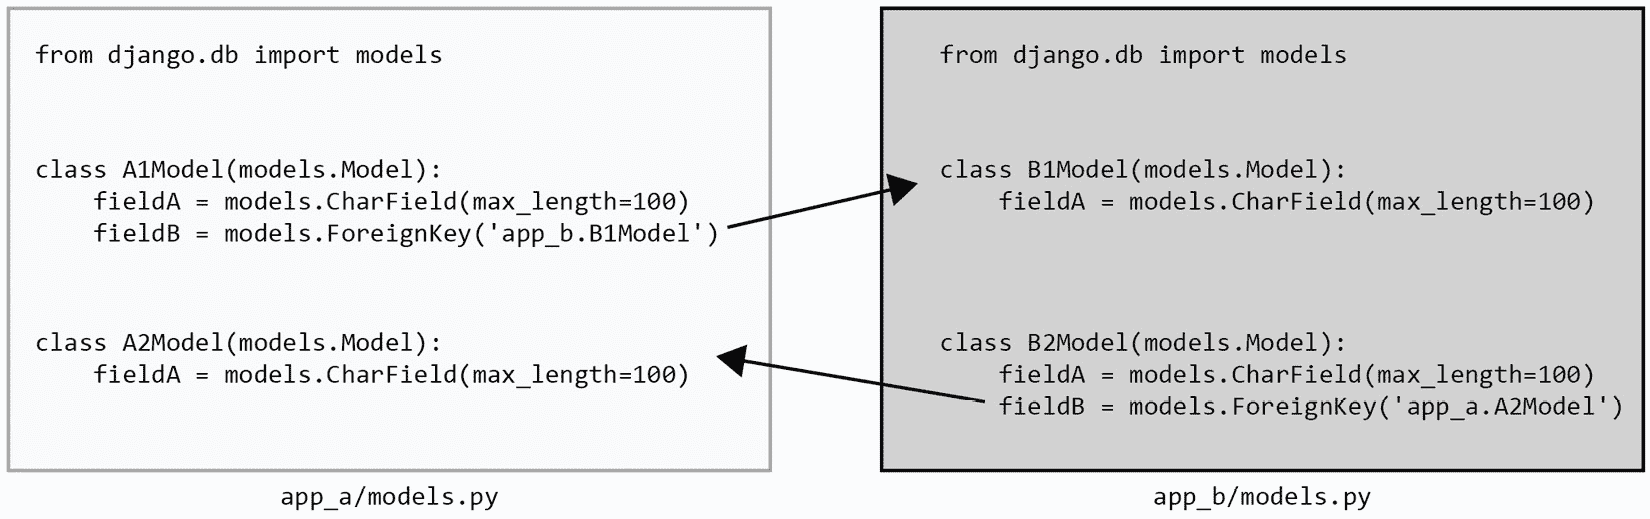 from django.db import models
class A1Model(models.Model):
    fieldA = models.CharField(max_length=100)
    fieldB = models.ForeignKey('app_b.B1Model')
class A2Model(models.Model):
    fieldA = models.CharField(max_length=100)
app_a/models.py
from django.db import models
class B1Model(models.Model):
    fieldA = models.CharField(max_length=100)
class B2Model(models.Model):
    fieldA = models.CharField(max_length=100)
    fieldB = models.ForeignKey('app_a.A2Model')
app_b/models.py